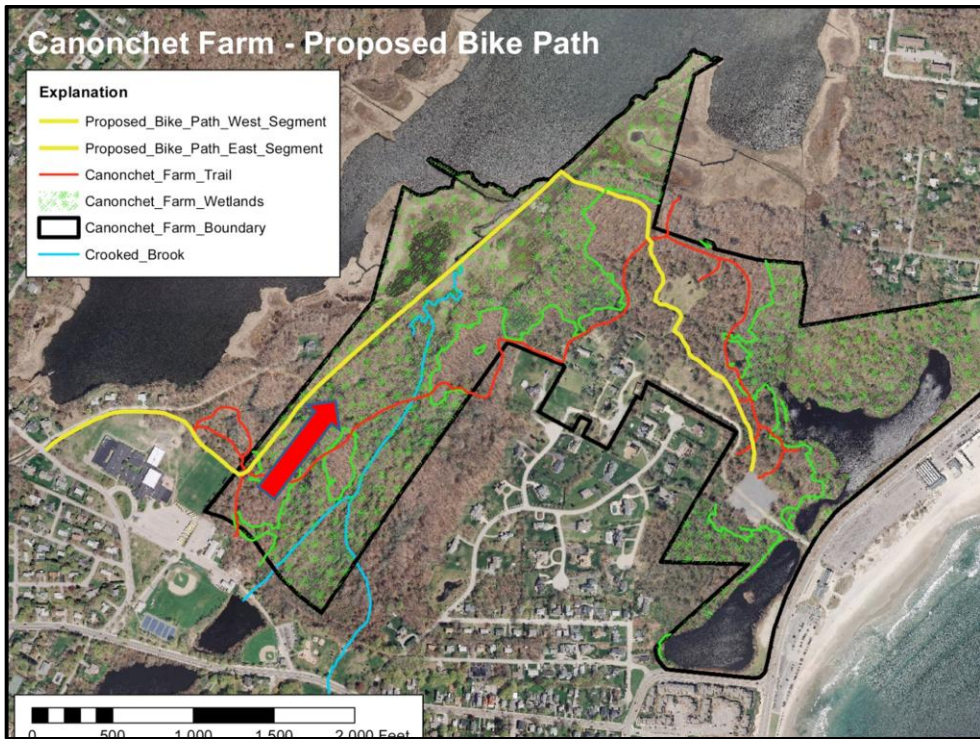 Canonchet Farm - Proposed Bike Path
Explanation
Proposed_Bike_Path_West_Segment
Proposed_Bike_Path_East_Segment
Canonchet_Farm_Trail
Canonchet_Farm_Wetlands
Canonchet_Farm_Boundary
Crooked_Brook
0 500 1,000 1,500 2,000 Feet